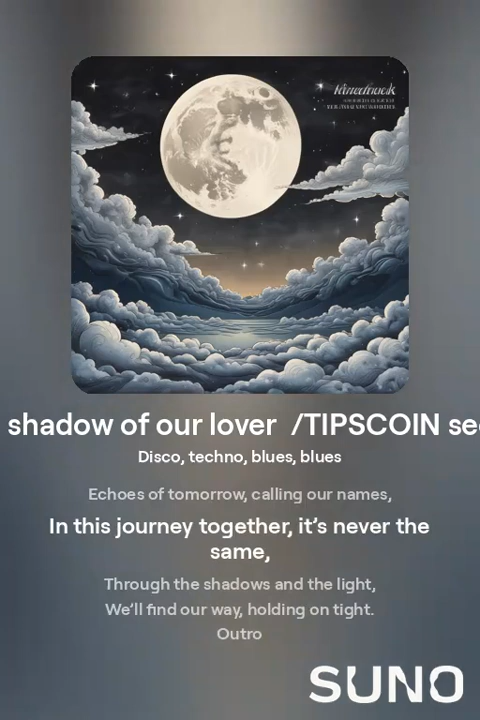 shadow of our lover /TIPSCOIN se
Disco, techno, blues, blues
Echoes of tomorrow, calling our names,
In this journey together, it's never the
same,
Through the shadows and the light,
We'll find our way, holding on tight.
Outro
SUNO